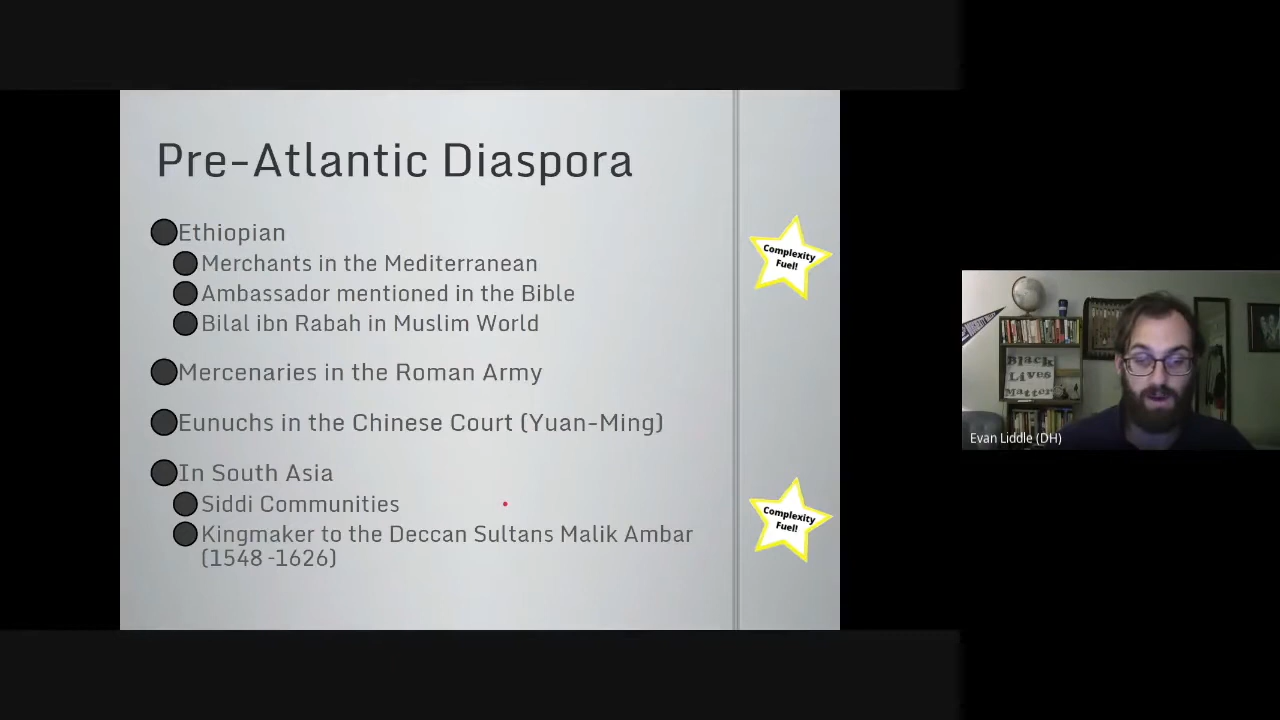 Pre-Atlantic Diaspora
Ethiopian
Merchants in the Mediterranean
Ambassador mentioned in the Bible
Bilal ibn Rabah in Muslim World
Mercenaries in the Roman Army
Eunuchs in the Chinese Court (Yuan-Ming)
In South Asia
Siddi Communities
Kingmaker to the Deccan Sultans Malik Ambar
(1548 -1626)
Complexity
Fuel!
Complexity
Fuel!
Black
Lives
Matter
Evan Liddle (DH)